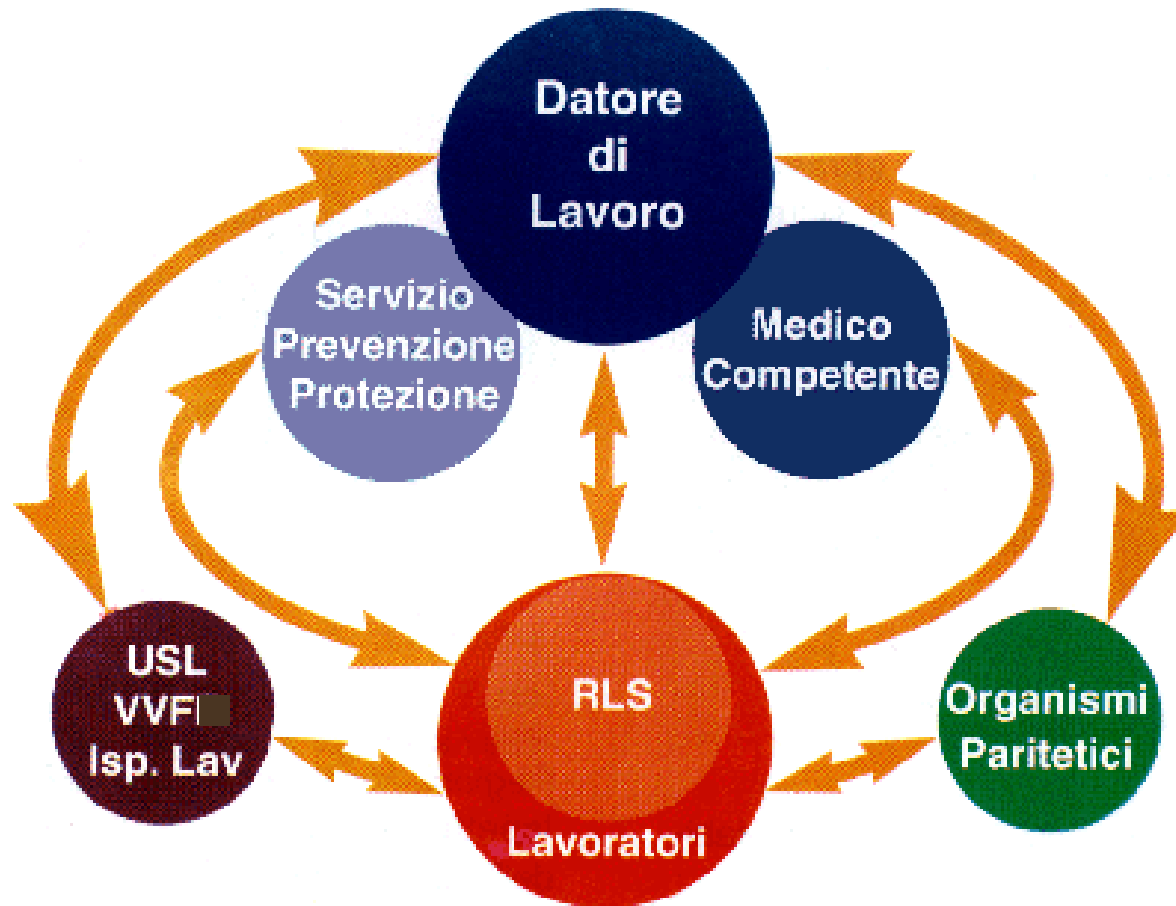 Datore
di
Lavoro
Servizio
Prevenzione
Protezione
Medico
Competente
USL
VVF
Isp. Lav
RLS
Lavoratori
Organismi
Paritetici